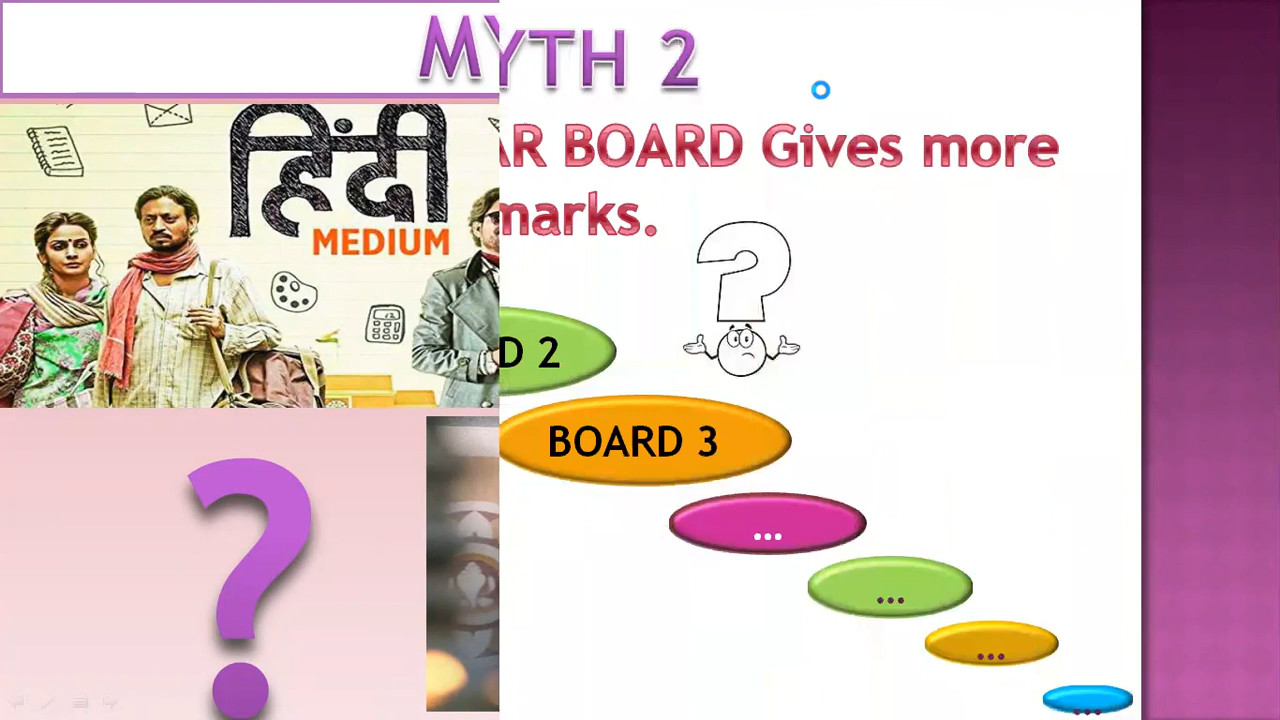 MYTH 2
AR BOARD Gives more
marks.
हिंदी
MEDIUM
?
D 2
BOARD 3
...
...
...
...
?